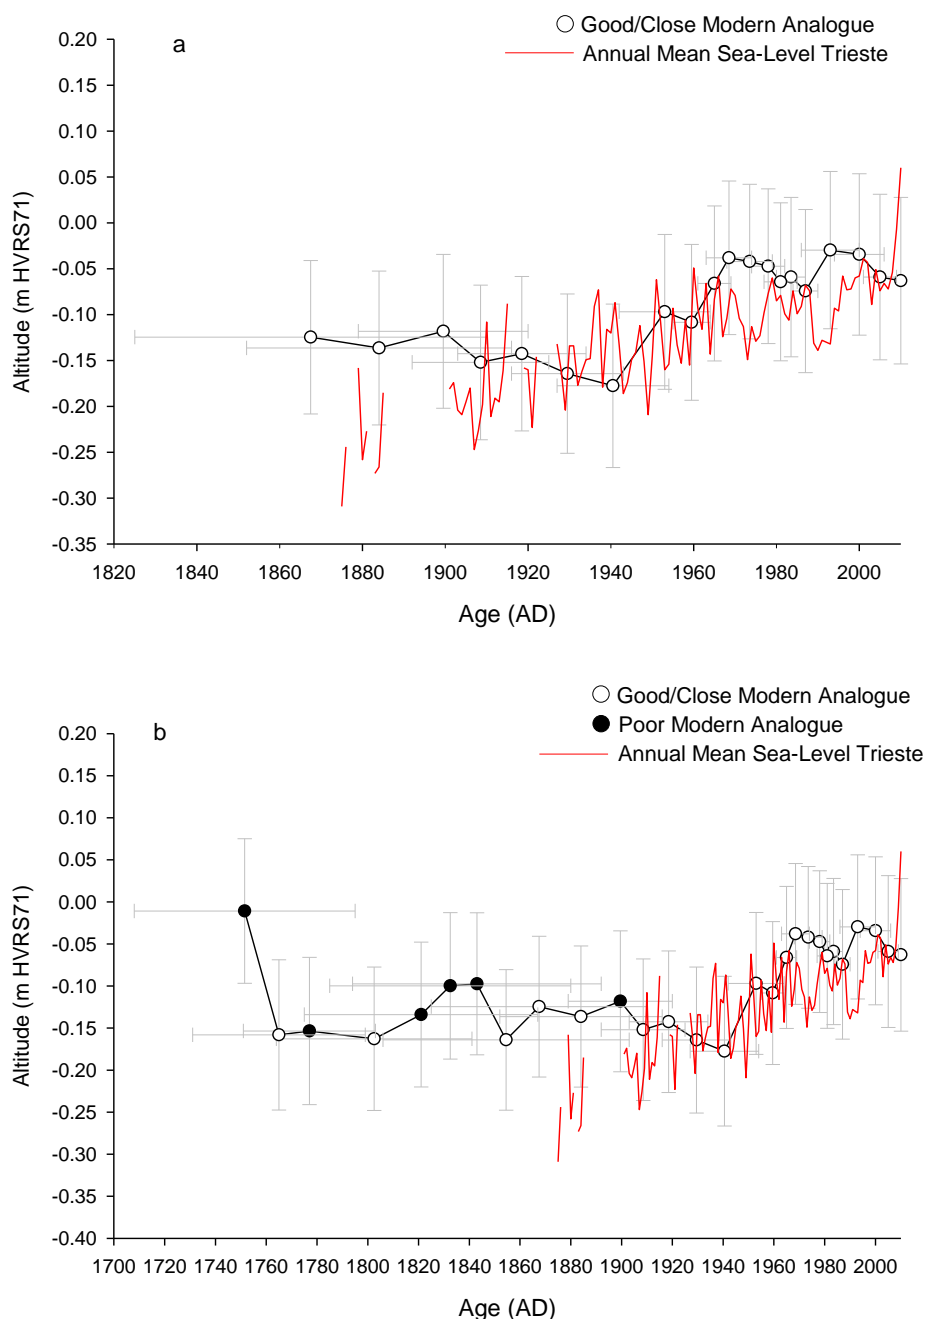 Good/Close Modern Analogue
Annual Mean Sea-Level Trieste
a
0.20
0.15
0.10
0.05
0.00
-0.05
-0.10
-0.15
-0.20
-0.25
-0.30
-0.35
Altitude (m HVRS71)
1820 1840 1860 1880 1900 1920 1940 1960 1980 2000
Age (AD)
Good/Close Modern Analogue
Poor Modern Analogue
Annual Mean Sea-Level Trieste
b
0.20
0.15
0.10
0.05
0.00
-0.05
-0.10
-0.15
-0.20
-0.25
-0.30
-0.35
-0.40
Altitude (m HVRS71)
1700 1720 1740 1760 1780 1800 1820 1840 1860 1880 1900 1920 1940 1960 1980 2000
Age (AD)